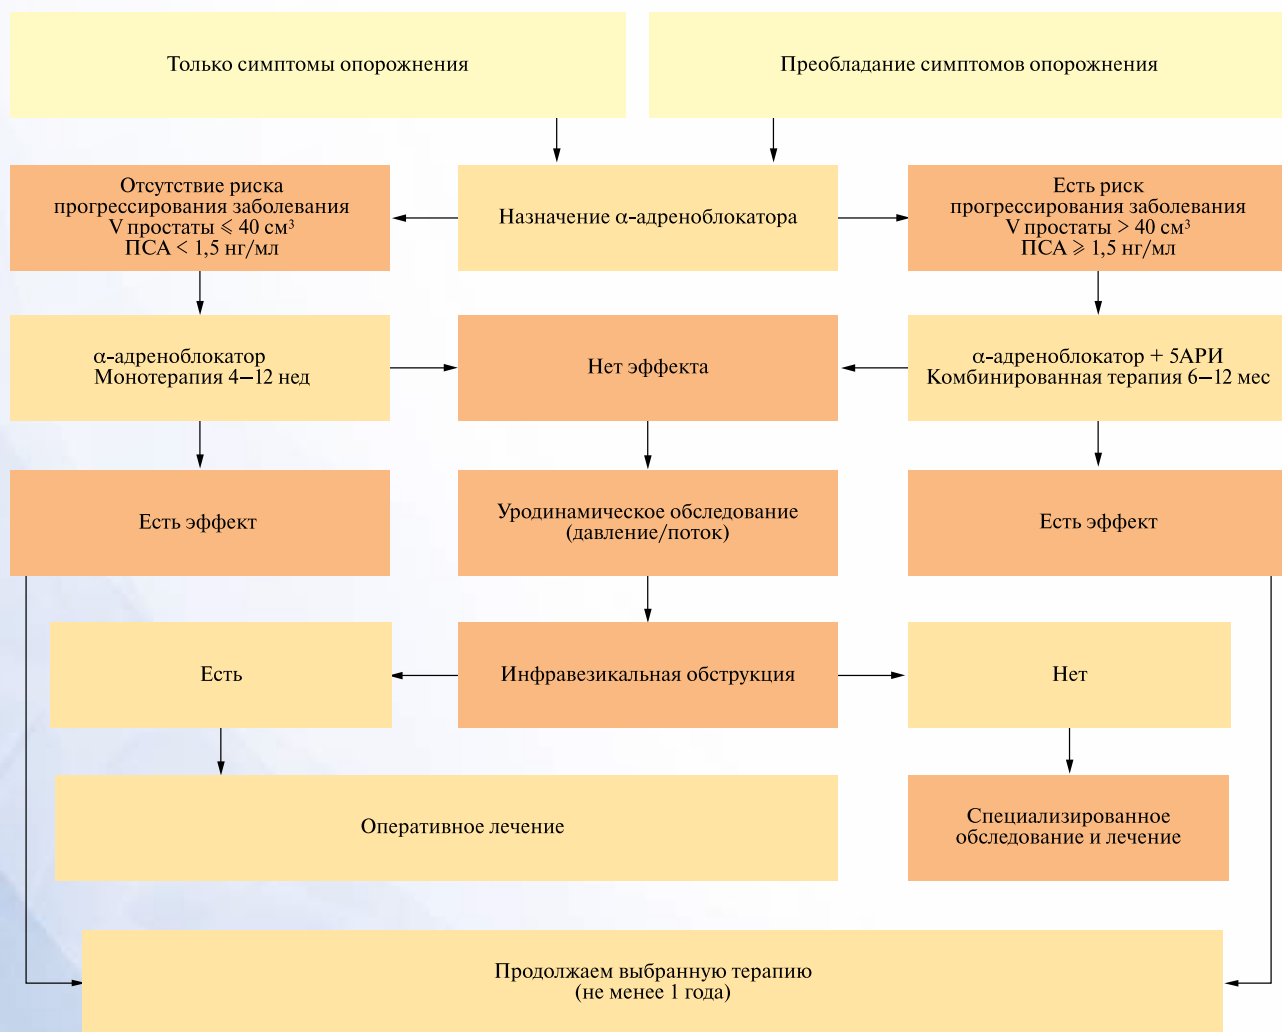 Только симптомы опорожнения
Преобладание симптомов опорожнения
Отсутствие риска
прогрессирования заболевания
V простаты ⩽ 40 см³
ПСА < 1,5 нг/мл
Назначение α-адреноблокатора
Есть риск
прогрессирования заболевания
V простаты > 40 см³
ПСА ⩾ 1,5 нг/мл
α-адреноблокатор
Монотерапия 4–12 нед
Нет эффекта
α-адреноблокатор + 5АРИ
Комбинированная терапия 6–12 мес
Есть эффект
Уродинамическое обследование
(давление/поток)
Есть эффект
Есть
Инфравезикальная обструкция
Нет
Оперативное лечение
Специализированное
обследование и лечение
Продолжаем выбранную терапию
(не менее 1 года)